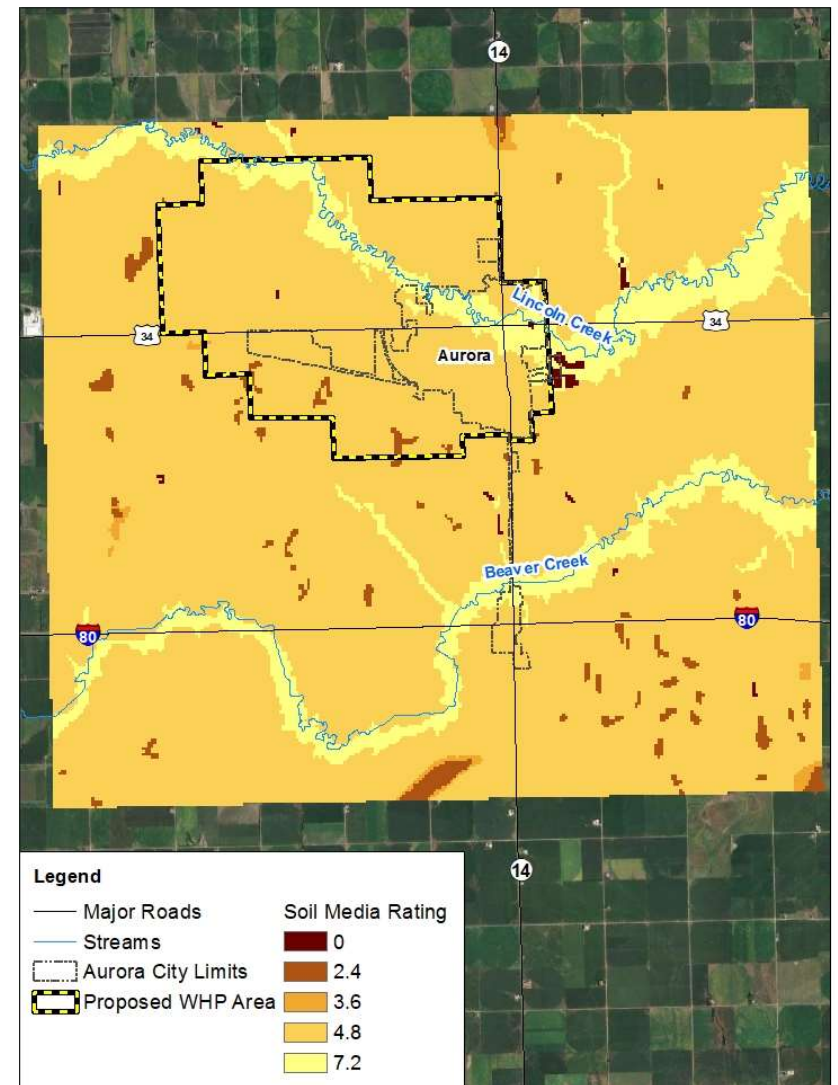 14
Lincoln Creek
34
34
Aurora
Beaver Creek
80
80
14
Legend
Major Roads
Streams
Aurora City Limits
Proposed WHP Area
Soil Media Rating
0
2.4
3.6
4.8
7.2